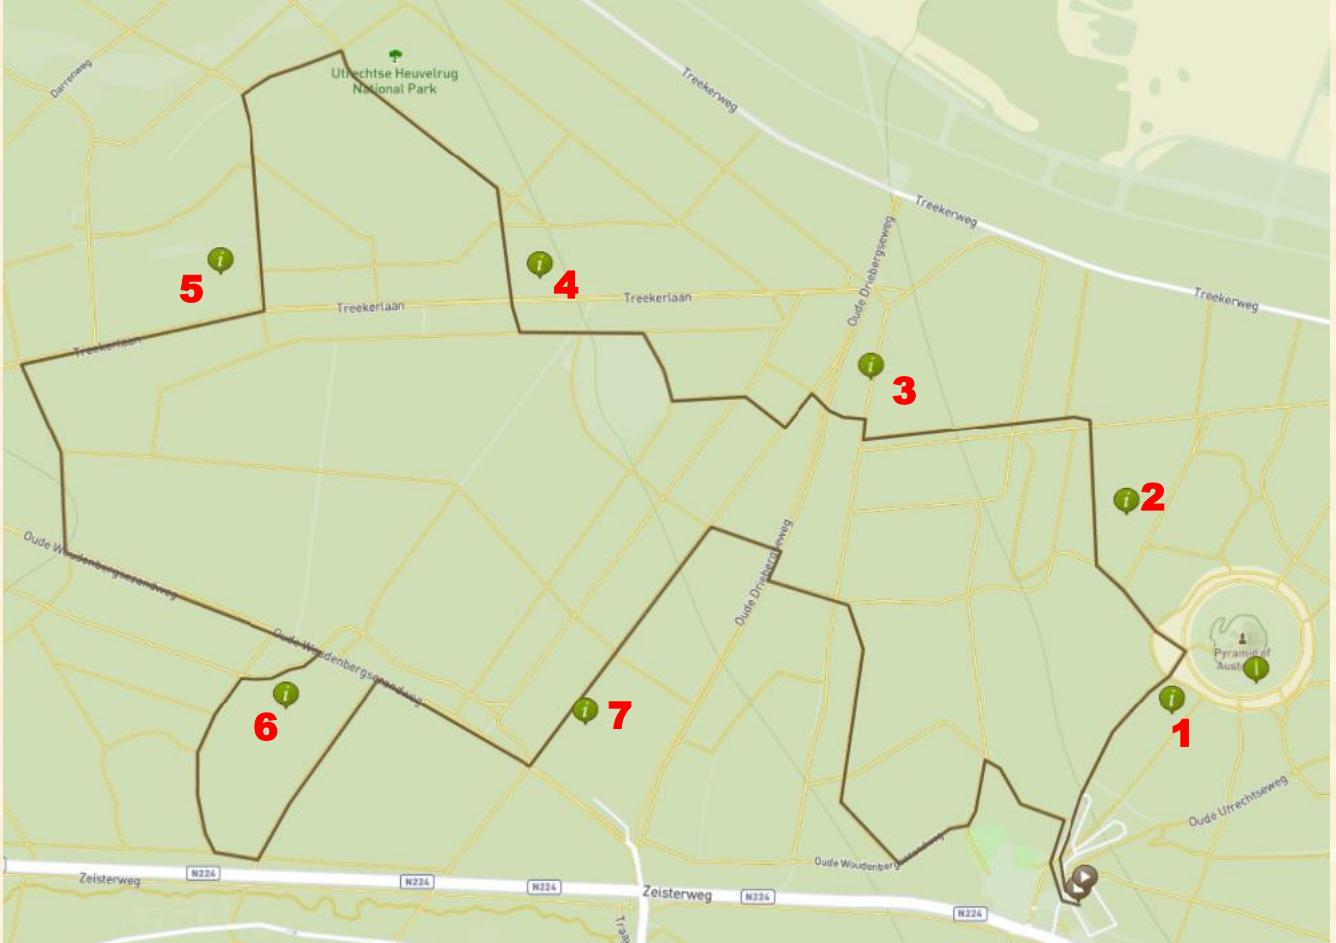 Darrenweg
Utrechtse Heuvelrug
National Park
Treekerweg
Treekerweg
Oude Driebergseweg
Treekerweg
5
4
Treekerlaan
Treekerlaan
Treekerlaan
3
2
Oude Woudenbergsezandweg
Oude Driebergseweg
Oude Woudenbergsezandweg
Pyramid of
6
7
1
Oude Utrechtseweg
Oude Woudenbergsezandweg
N224
Zeisterweg
N224
N224
Zeisterweg
N224
N224
Traa